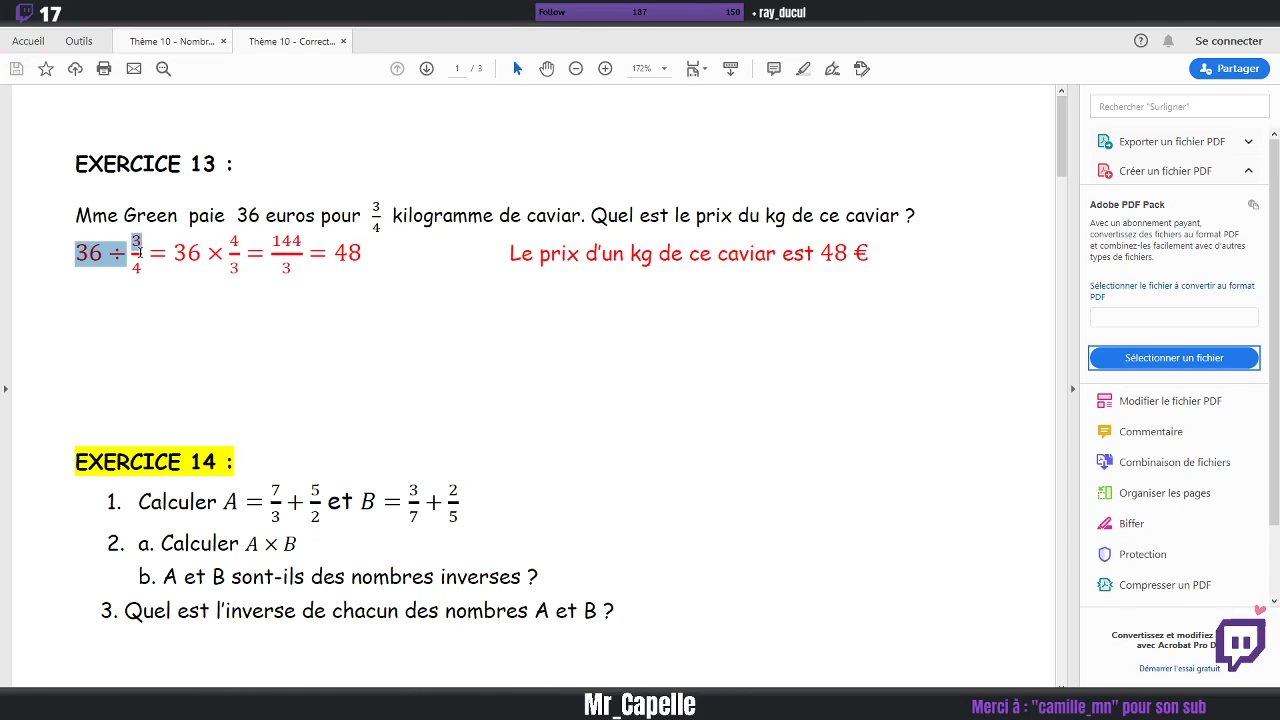 17
Follow 187 150
+ ray_ducul
Accueil Outils Thème 10 - Nombr... × Thème 10 - Correct... × Se connecter
1 / 3 172% Partager
Rechercher "Surligner"
Exporter un fichier PDF
Créer un fichier PDF
Adobe PDF Pack
Avec un abonnement payant,
convertissez des fichiers au format
PDF et combinez-les facilement avec d'autres
types de fichiers.
Sélectionner le fichier à convertir au format
PDF
Sélectionner un fichier
Modifier le fichier PDF
Commentaire
Combinaison de fichiers
Organiser les pages
Biffer
Protection
Compresser un PDF
Convertissez et modifiez
avec Acrobat Pro D
Démarrer l'essai gratuit
EXERCICE 13 :
Mme Green paie 36 euros pour 3/4 kilogramme de caviar. Quel est le prix du kg de ce caviar ?
36 ÷ 3/4 = 36 × 4/3 = 144/3 = 48 Le prix d'un kg de ce caviar est 48 €
EXERCICE 14 :
1. Calculer A = 7/3 + 5/2 et B = 3/7 + 2/5
2. a. Calculer A × B
b. A et B sont-ils des nombres inverses ?
3. Quel est l'inverse de chacun des nombres A et B ?
Mr_Capelle
Merci à : "camille_mn" pour son sub